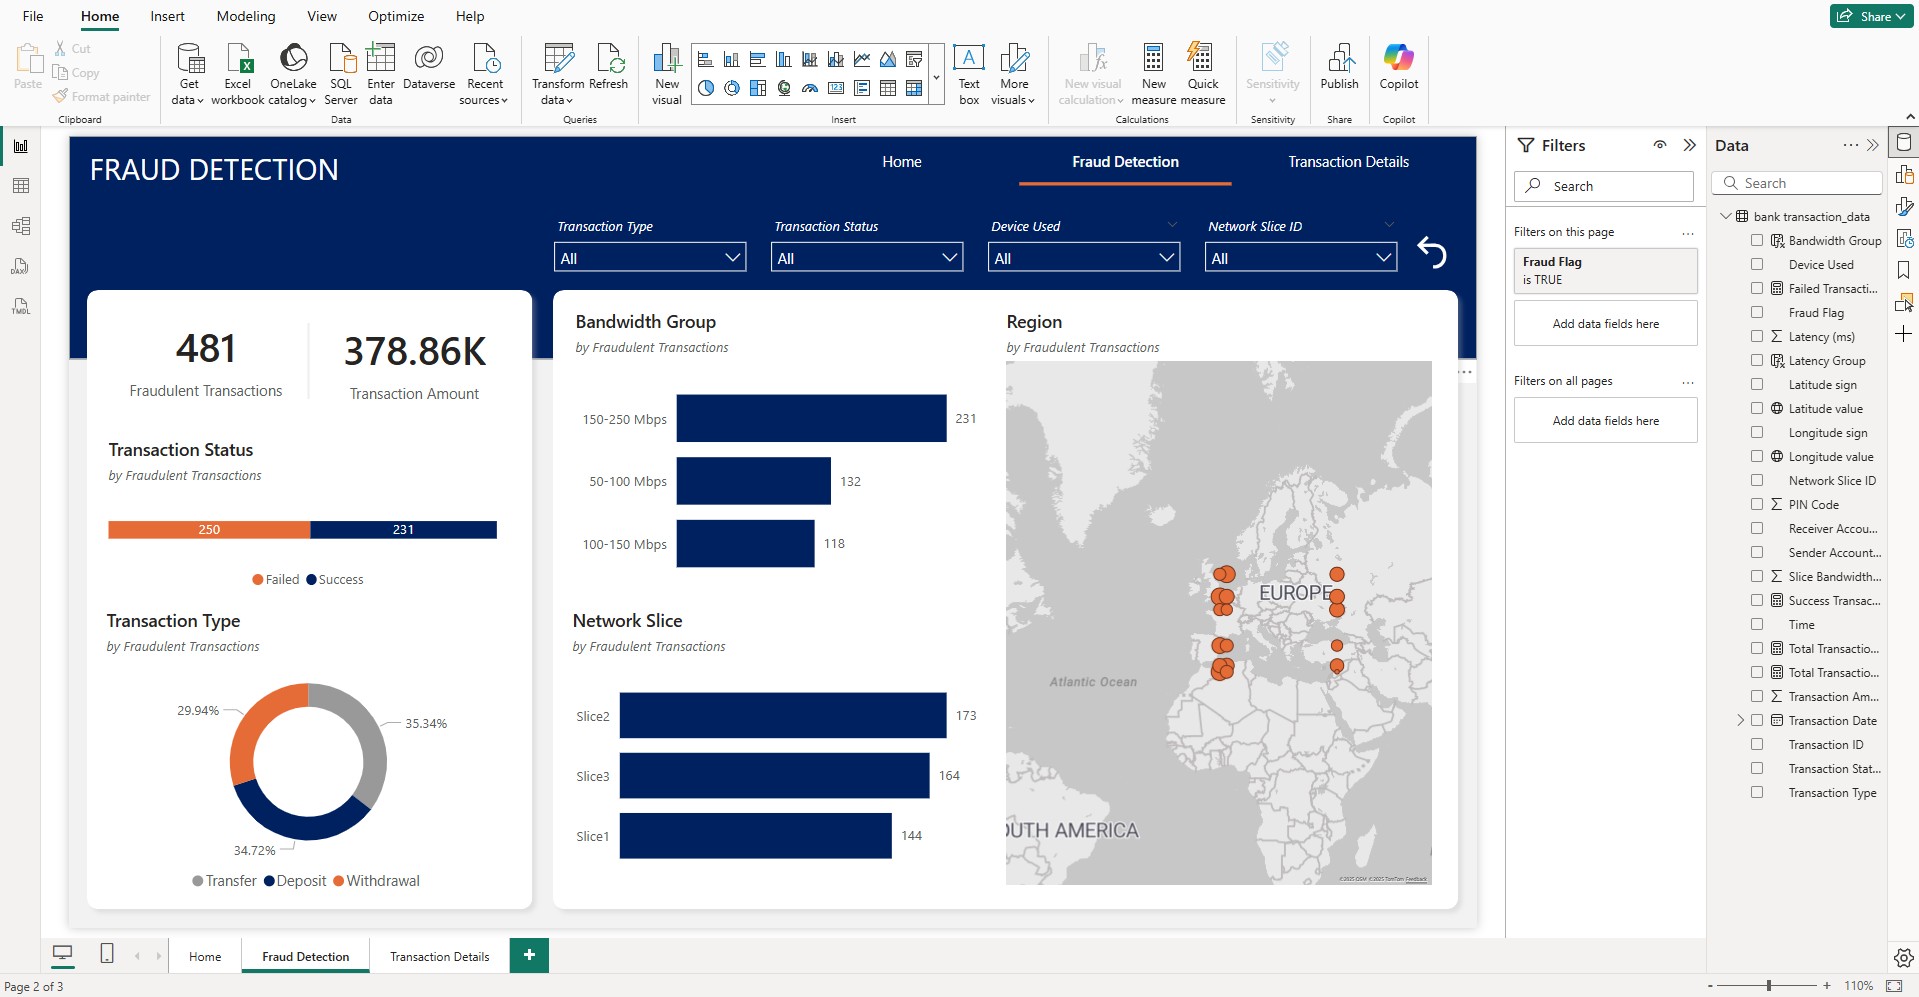 File Home Insert Modeling View Optimize Help Share
Paste
Cut
Copy
Format painter
Clipboard
Get data
Excel workbook
OneLake catalog
SQL Server
Enter data
Dataverse
Recent sources
Data
Transform data
Refresh
Queries
New visual
Text box
More visuals
Insert
New visual calculation
New measure
Quick measure
Calculations
Sensitivity
Sensitivity
Publish
Share
Copilot
Copilot
DAX
TMDL
FRAUD DETECTION
Home Fraud Detection Transaction Details
Transaction Type
All
Transaction Status
All
Device Used
All
Network Slice ID
All
481
Fraudulent Transactions
378.86K
Transaction Amount
Transaction Status
by Fraudulent Transactions
250 231
Failed Success
Transaction Type
by Fraudulent Transactions
29.94%
35.34%
34.72%
Transfer Deposit Withdrawal
Bandwidth Group
by Fraudulent Transactions
150-250 Mbps 231
50-100 Mbps 132
100-150 Mbps 118
Network Slice
by Fraudulent Transactions
Slice2 173
Slice3 164
Slice1 144
Region
by Fraudulent Transactions
EUROPE
Atlantic Ocean
OUTH AMERICA
©2025 OSM ©2025 TomTom Feedback
Filters
Search
Filters on this page
Fraud Flag
is TRUE
Add data fields here
Filters on all pages
Add data fields here
Data
Search
bank transaction_data
Bandwidth Group
Device Used
Failed Transacti...
Fraud Flag
Latency (ms)
Latency Group
Latitude sign
Latitude value
Longitude sign
Longitude value
Network Slice ID
PIN Code
Receiver Accou...
Sender Account...
Slice Bandwidth...
Success Transac...
Time
Total Transactio...
Total Transactio...
Transaction Am...
Transaction Date
Transaction ID
Transaction Stat...
Transaction Type
Home Fraud Detection Transaction Details +
Page 2 of 3
- + 110%